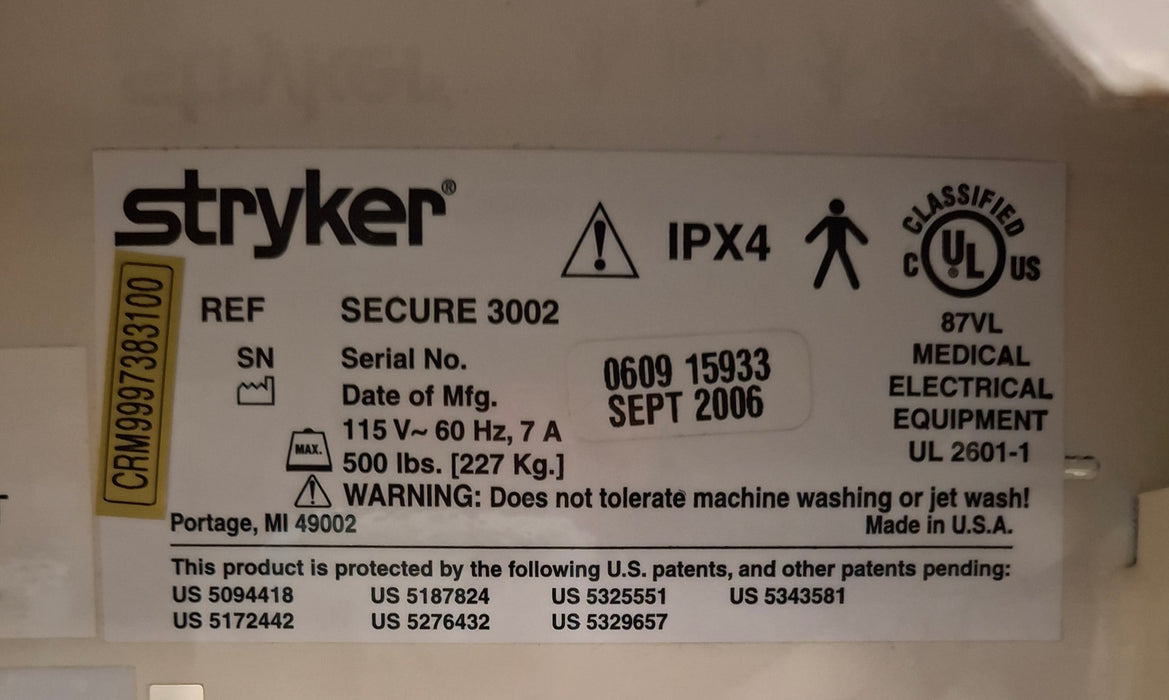 stryker®
IPX4
CLASSIFIED
C UL US
CRM9997383100
REF SECURE 3002
87VL
MEDICAL
ELECTRICAL
EQUIPMENT
UL 2601-1
SN Serial No. 0609 15933
Date of Mfg. SEPT 2006
115 V~ 60 Hz, 7 A
MAX. 500 lbs. [227 Kg.]
WARNING: Does not tolerate machine washing or jet wash!
Portage, MI 49002 Made in U.S.A.
This product is protected by the following U.S. patents, and other patents pending:
US 5094418 US 5187824 US 5325551 US 5343581
US 5172442 US 5276432 US 5329657